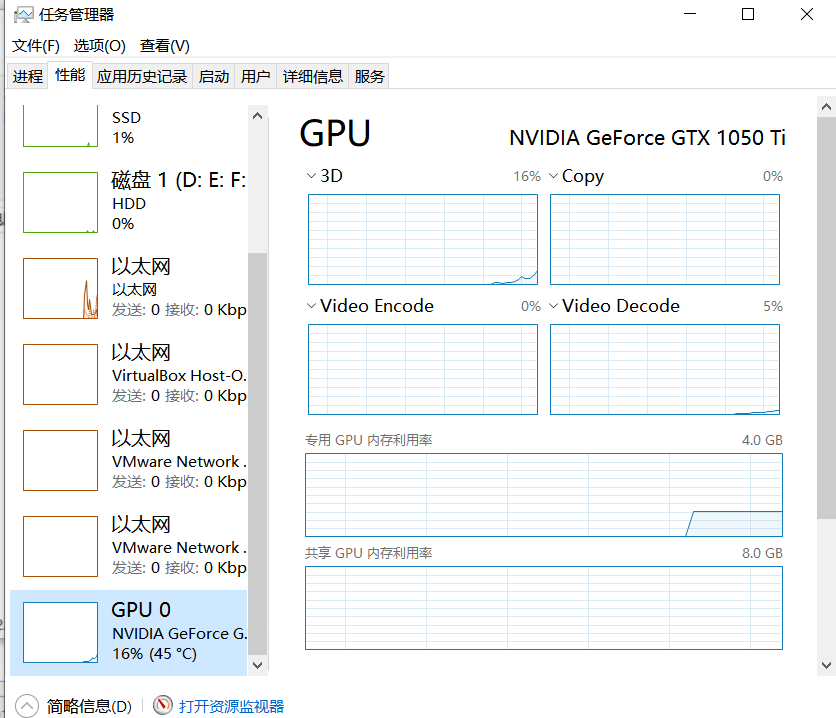 任务管理器
文件(F) 选项(O) 查看(V)
进程 性能 应用历史记录 启动 用户 详细信息 服务
SSD
1%
磁盘 1 (D: E: F:
HDD
0%
以太网
以太网
发送: 0 接收: 0 Kbp
以太网
VirtualBox Host-O.
发送: 0 接收: 0 Kbp
以太网
VMware Network .
发送: 0 接收: 0 Kbp
以太网
VMware Network .
发送: 0 接收: 0 Kbp
GPU 0
NVIDIA GeForce G.
16% (45 °C)
GPU
NVIDIA GeForce GTX 1050 Ti
3D 16%
Copy 0%
Video Encode 0%
Video Decode 5%
专用 GPU 内存利用率 4.0 GB
共享 GPU 内存利用率 8.0 GB
简略信息(D)
打开资源监视器